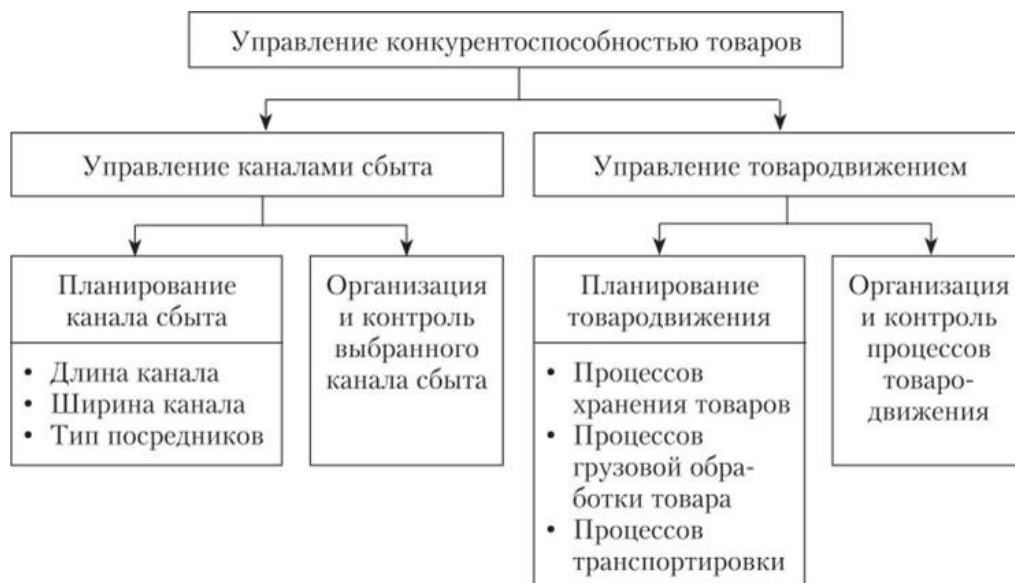 Управление конкурентоспособностью товаров
Управление каналами сбыта
Управление товародвижением
Планирование
канала сбыта
• Длина канала
• Ширина канала
• Тип посредников
Организация
и контроль
выбранного
канала сбыта
Планирование
товародвижения
• Процессов
хранения товаров
• Процессов
грузовой обра-
ботки товара
• Процессов
транспортировки
Организация
и контроль
процессов
товаро-
движения